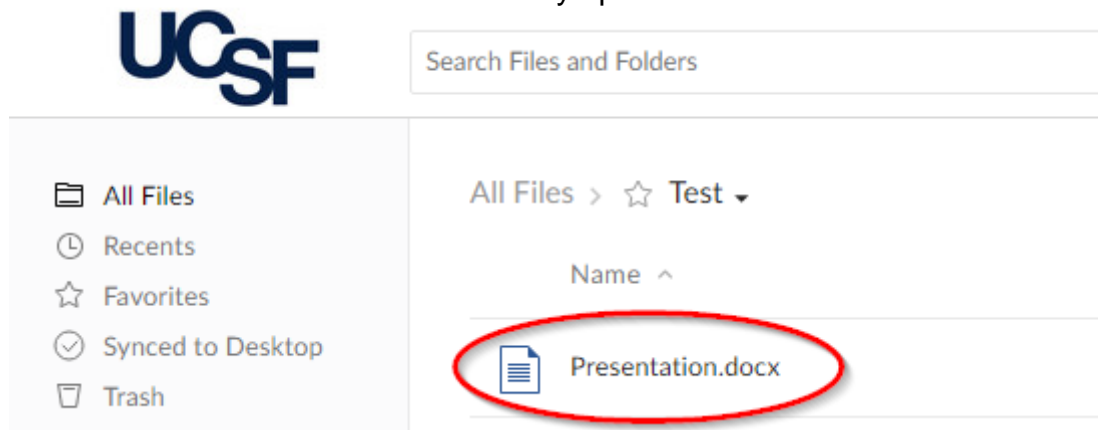 UCSF
Search Files and Folders
All Files
Recents
Favorites
Synced to Desktop
Trash
All Files > Test
Name
Presentation.docx